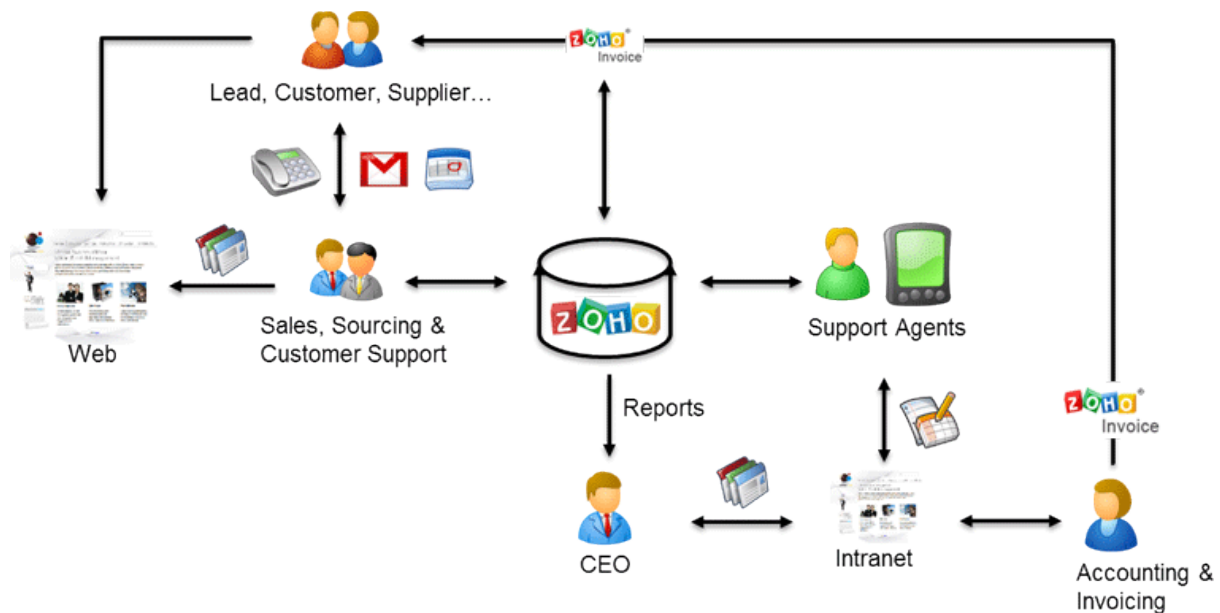 ZOHO
Invoice
Lead, Customer, Supplier...
Web
Sales, Sourcing &
Customer Support
ZOHO
Support Agents
Reports
ZOHO
Invoice
CEO
Intranet
Accounting &
Invoicing